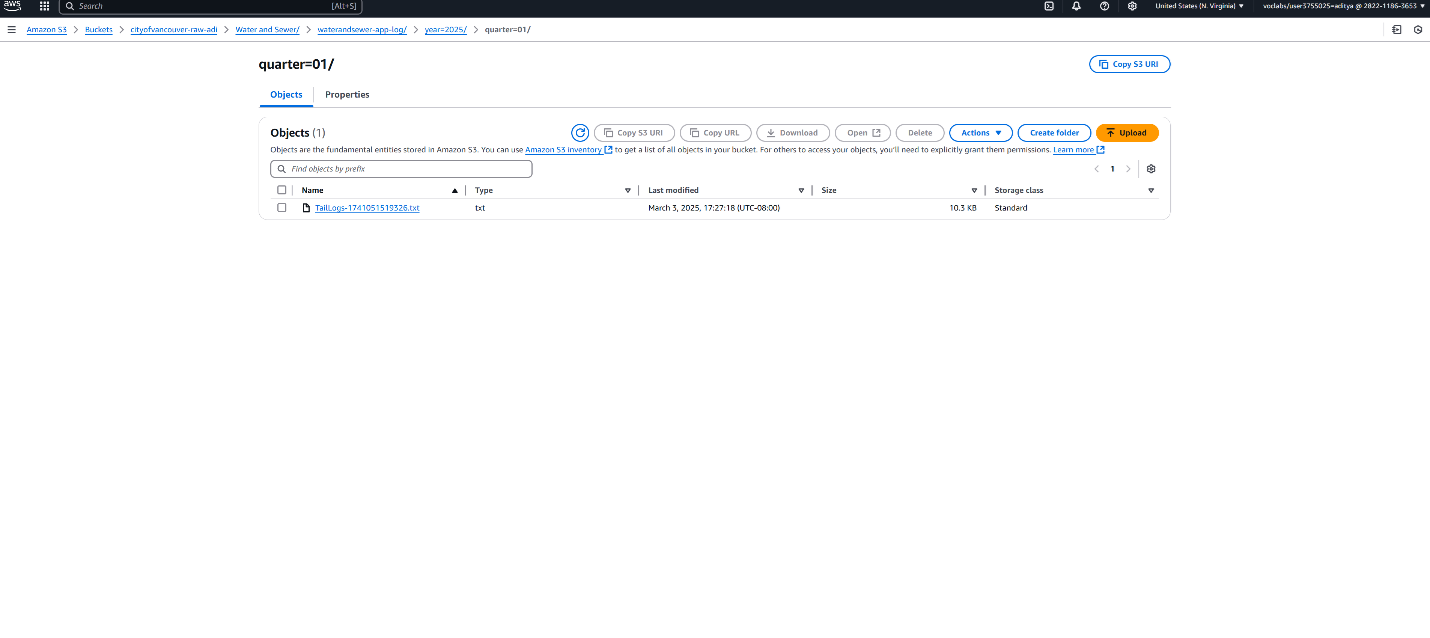 aws Search [Alt+S] United States (N. Virginia) voclabs/user3755025=aditya @ 2822-1186-3653
Amazon S3 Buckets cityofvancouver-raw-adi Water and Sewer/ waterandsewer-app-log/ year=2025/ quarter=01/
quarter=01/ Copy S3 URI
Objects Properties
Objects (1) Copy S3 URI Copy URL Download Open Delete Actions Create folder Upload
Objects are the fundamental entities stored in Amazon S3. You can use Amazon S3 inventory to get a list of all objects in your bucket. For others to access your objects, you'll need to explicitly grant them permissions. Learn more
Find objects by prefix 1
Name Type Last modified Size Storage class
TailLogs-1741051519326.txt txt March 3, 2025, 17:27:18 (UTC-08:00) 10.3 KB Standard